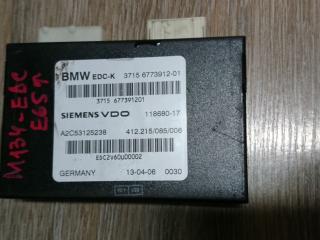 BMW EDC-K 3715 6773912-01
3715 677391201
SIEMENS VDO 118680-17
A2C53125238 412.215/085/006
E5C2V60U00002
GERMANY 13-04-06 0030
M134-EBC
E65↑